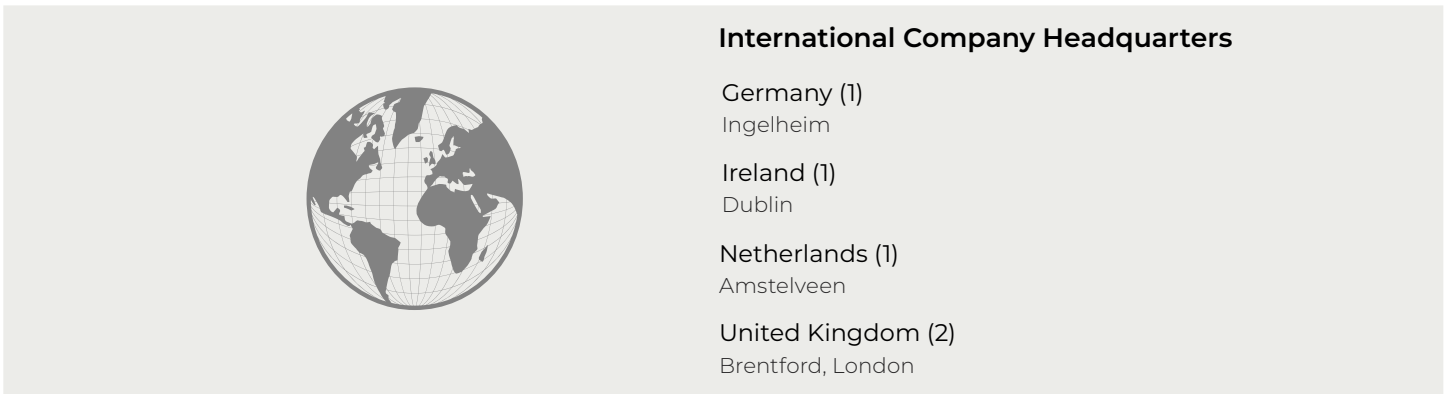 International Company Headquarters
Germany (1)
Ingelheim
Ireland (1)
Dublin
Netherlands (1)
Amstelveen
United Kingdom (2)
Brentford, London